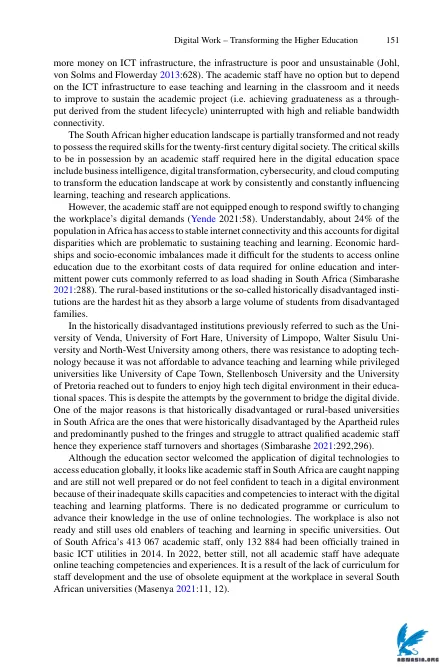 Digital Work – Transforming the Higher Education 151
more money on ICT infrastructure, the infrastructure is poor and unsustainable (Johl,
von Solms and Flowerday 2013:628). The academic staff have no option but to depend
on the ICT infrastructure to ease teaching and learning in the classroom and it needs
to improve to sustain the academic project (i.e. achieving graduateness as a through-
put derived from the student lifecycle) uninterrupted with high and reliable bandwidth
connectivity.
The South African higher education landscape is partially transformed and not ready
to possess the required skills for the twenty-first century digital society. The critical skills
to be in possession by an academic staff required here in the digital education space
include business intelligence, digital transformation, cybersecurity, and cloud computing
to transform the education landscape at work by consistently and constantly influencing
learning, teaching and research applications.
However, the academic staff are not equipped enough to respond swiftly to changing
the workplace's digital demands (Yende 2021:58). Understandably, about 24% of the
population in Africa has access to stable internet connectivity and this accounts for digital
disparities which are problematic to sustaining teaching and learning. Economic hard-
ships and socio-economic imbalances made it difficult for the students to access online
education due to the exorbitant costs of data required for online education and inter-
mittent power cuts commonly referred to as load shading in South Africa (Simbarashe
2021:288). The rural-based institutions or the so-called historically disadvantaged insti-
tutions are the hardest hit as they absorb a large volume of students from disadvantaged
families.
In the historically disadvantaged institutions previously referred to such as the Uni-
versity of Venda, University of Fort Hare, University of Limpopo, Walter Sisulu Uni-
versity and North-West University among others, there was resistance to adopting tech-
nology because it was not affordable to advance teaching and learning while privileged
universities like University of Cape Town, Stellenbosch University and the University
of Pretoria reached out to funders to enjoy high tech digital environment in their educa-
tional spaces. This is despite the attempts by the government to bridge the digital divide.
One of the major reasons is that historically disadvantaged or rural-based universities
in South Africa are the ones that were historically disadvantaged by the Apartheid rules
and predominantly pushed to the fringes and struggle to attract qualified academic staff
hence they experience staff turnovers and shortages (Simbarashe 2021:292,296).
Although the education sector welcomed the application of digital technologies to
access education globally, it looks like academic staff in South Africa are caught napping
and are still not well prepared or do not feel confident to teach in a digital environment
because of their inadequate skills capacities and competencies to interact with the digital
teaching and learning platforms. There is no dedicated programme or curriculum to
advance their knowledge in the use of online technologies. The workplace is also not
ready and still uses old enablers of teaching and learning in specific universities. Out
of South Africa's 413 067 academic staff, only 132 884 had been officially trained in
basic ICT utilities in 2014. In 2022, better still, not all academic staff have adequate
online teaching competencies and experiences. It is a result of the lack of curriculum for
staff development and the use of obsolete equipment at the workplace in several South
African universities (Masenya 2021:11, 12).